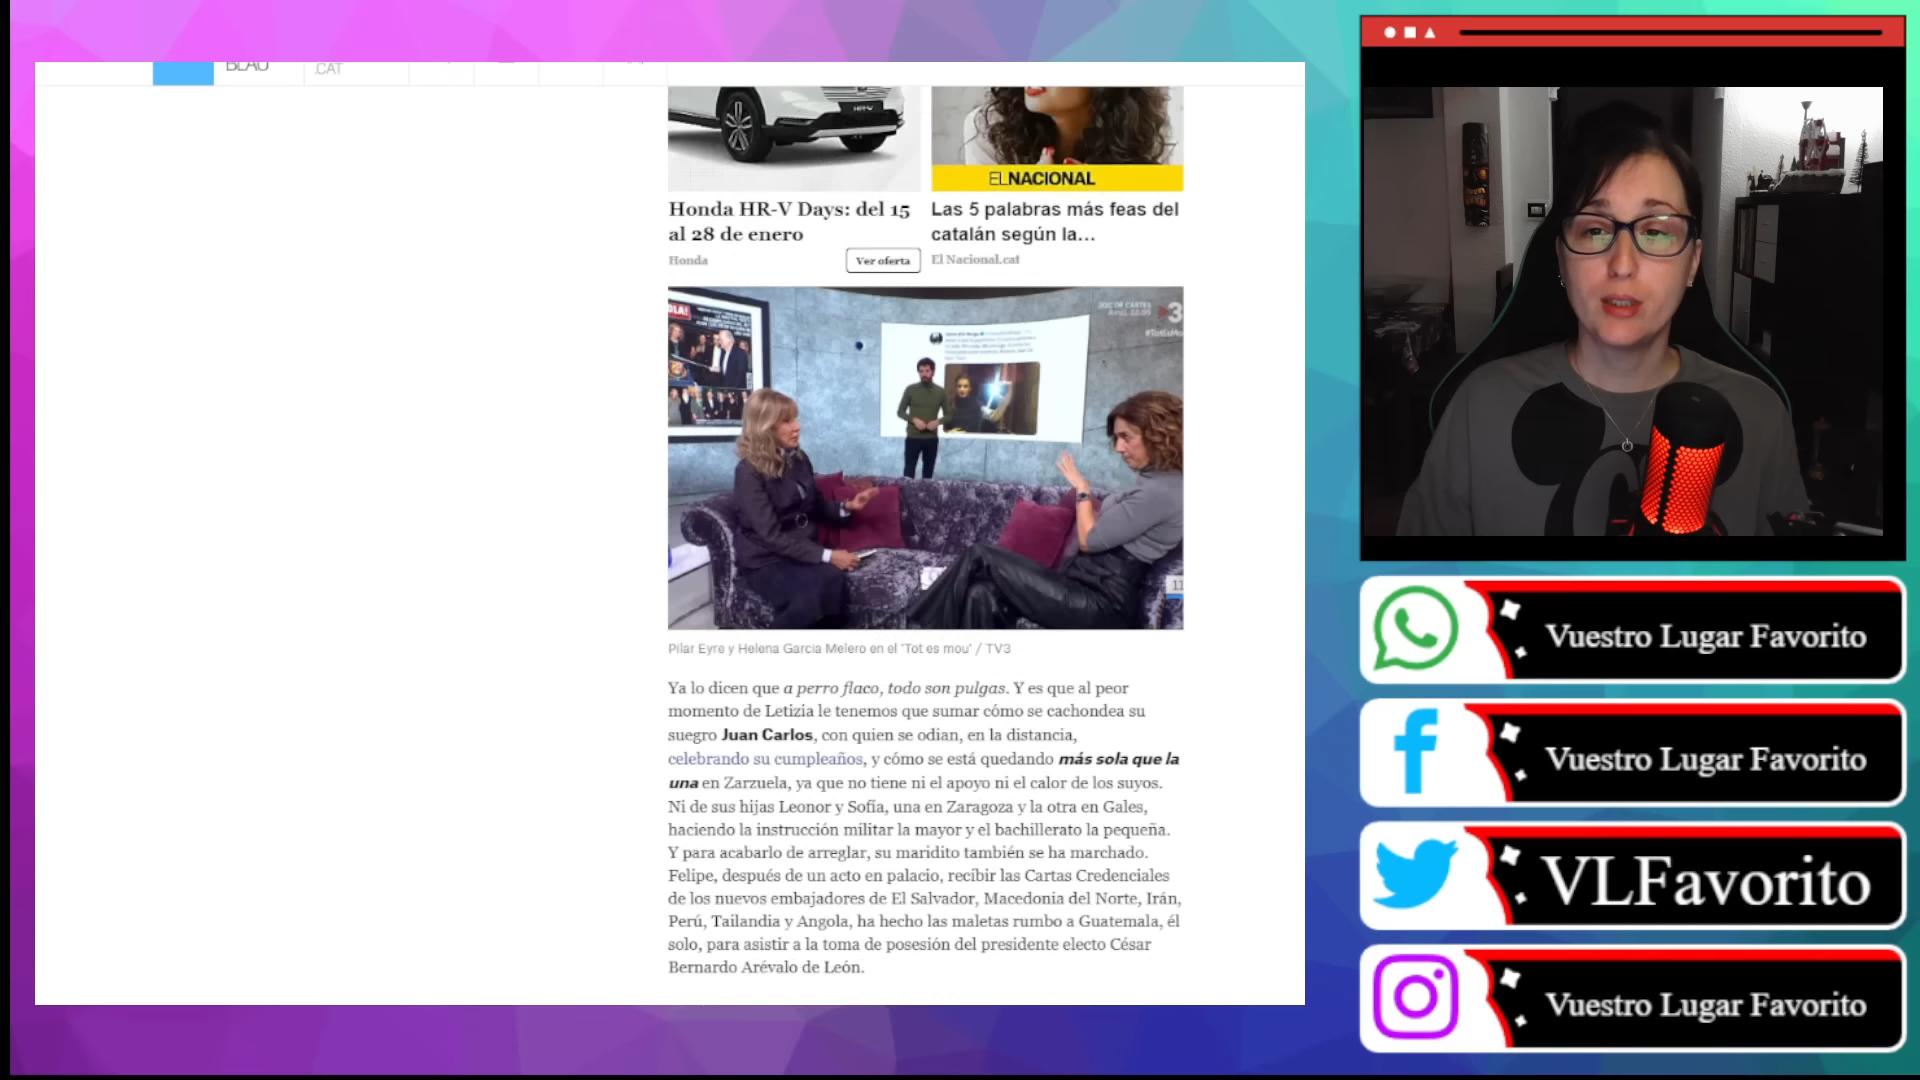 BLAU
.CAT
HR-V
ELNACIONAL
Honda HR-V Days: del 15
al 28 de enero
Honda
Ver oferta
Las 5 palabras más feas del
catalán según la...
El Nacional.cat
3
Pilar Eyre y Helena Garcia Melero en el 'Tot es mou' / TV3
Ya lo dicen que a perro flaco, todo son pulgas. Y es que al peor
momento de Letizia le tenemos que sumar cómo se cachondea su
suegro Juan Carlos, con quien se odian, en la distancia,
celebrando su cumpleaños, y cómo se está quedando más sola que la
una en Zarzuela, ya que no tiene ni el apoyo ni el calor de los suyos.
Ni de sus hijas Leonor y Sofía, una en Zaragoza y la otra en Gales,
haciendo la instrucción militar la mayor y el bachillerato la pequeña.
Y para acabarlo de arreglar, su maridito también se ha marchado.
Felipe, después de un acto en palacio, recibir las Cartas Credenciales
de los nuevos embajadores de El Salvador, Macedonia del Norte, Irán,
Perú, Tailandia y Angola, ha hecho las maletas rumbo a Guatemala, él
solo, para asistir a la toma de posesión del presidente electo César
Bernardo Arévalo de León.
Vuestro Lugar Favorito
Vuestro Lugar Favorito
VLFavorito
Vuestro Lugar Favorito